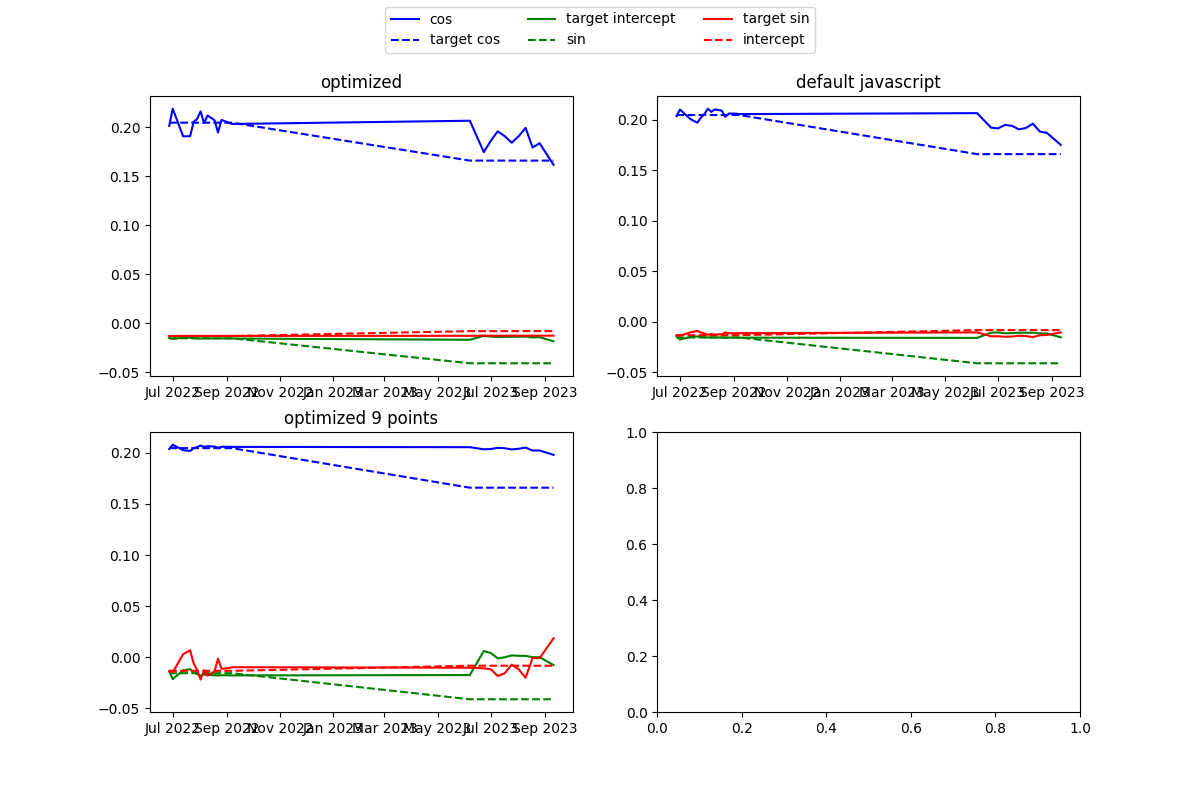 cos target intercept target sin
target cos sin intercept
optimized default javascript
0.20 0.20
0.15 0.15
0.10 0.10
0.05 0.05
0.00 0.00
−0.05 −0.05
Jul 2022 Sep 2022 Nov 2022 Jan 2023 Mar 2023 May 2023 Jul 2023 Sep 2023 Jul 2022 Sep 2022 Nov 2022 Jan 2023 Mar 2023 May 2023 Jul 2023 Sep 2023
optimized 9 points
0.20
0.15
0.10
0.05
0.00
−0.05
Jul 2022 Sep 2022 Nov 2022 Jan 2023 Mar 2023 May 2023 Jul 2023 Sep 2023
1.0
0.8
0.6
0.4
0.2
0.0
0.0 0.2 0.4 0.6 0.8 1.0